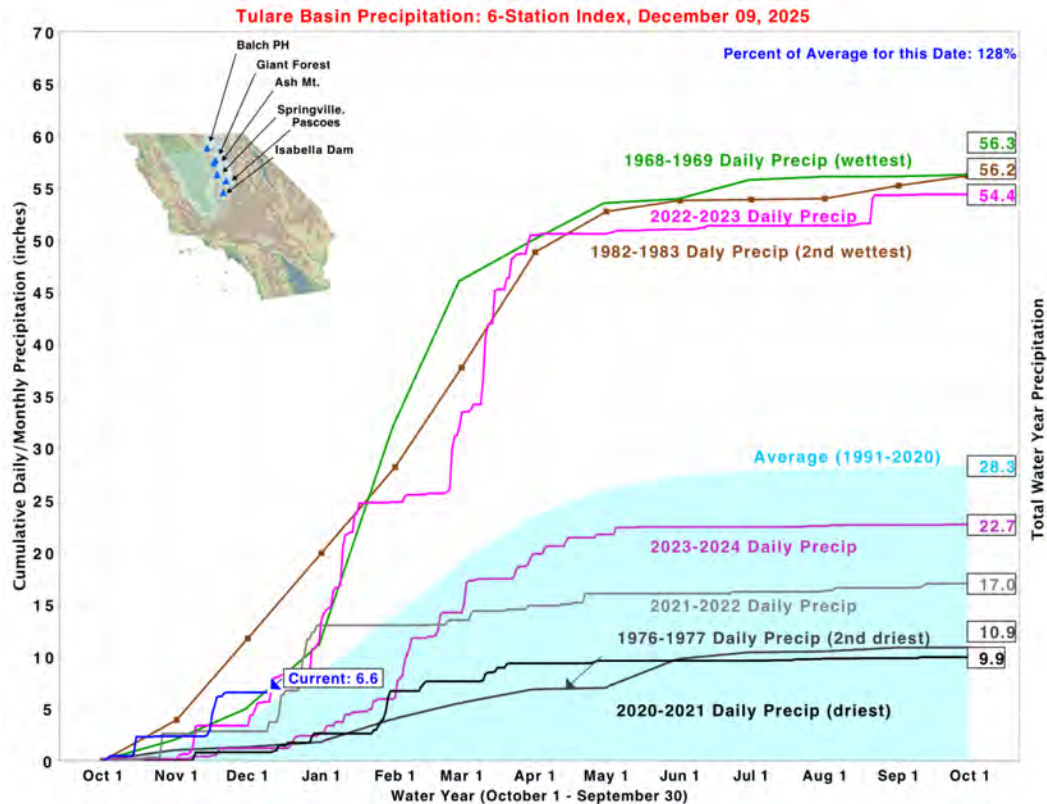 Tulare Basin Precipitation: 6-Station Index, December 09, 2025
Percent of Average for this Date: 128%
Balch PH
Giant Forest
Ash Mt.
Springville.
Pascoes
Isabella Dam
Cumulative Daily/Monthly Precipitation (inches)
70
65
60
55
50
45
40
35
30
25
20
15
10
5
0
1968-1969 Daily Precip (wettest)
2022-2023 Daily Precip
1982-1983 Daly Precip (2nd wettest)
Average (1991-2020)
2023-2024 Daily Precip
2021-2022 Daily Precip
1976-1977 Daily Precip (2nd driest)
Current: 6.6
2020-2021 Daily Precip (driest)
56.3
56.2
54.4
28.3
22.7
17.0
10.9
9.9
Total Water Year Precipitation
Oct 1 Nov 1 Dec 1 Jan 1 Feb 1 Mar 1 Apr 1 May 1 Jun 1 Jul 1 Aug 1 Sep 1 Oct 1
Water Year (October 1 - September 30)